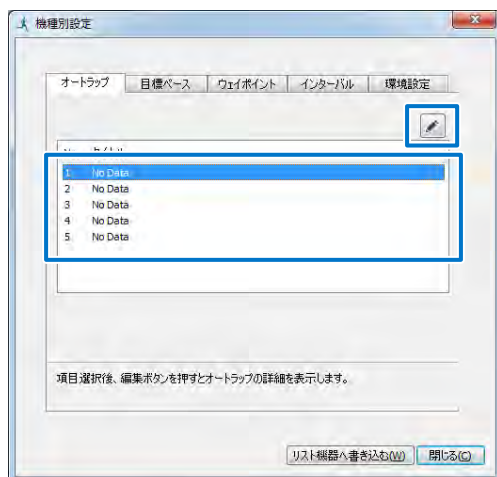 機種別設定
オートラップ 目標ペース ウェイポイント インターバル 環境設定
1 No Data
2 No Data
3 No Data
4 No Data
5 No Data
項目選択後、編集ボタンを押すとオートラップの詳細を表示します。
リスト機器へ書き込む(W) 閉じる(C)